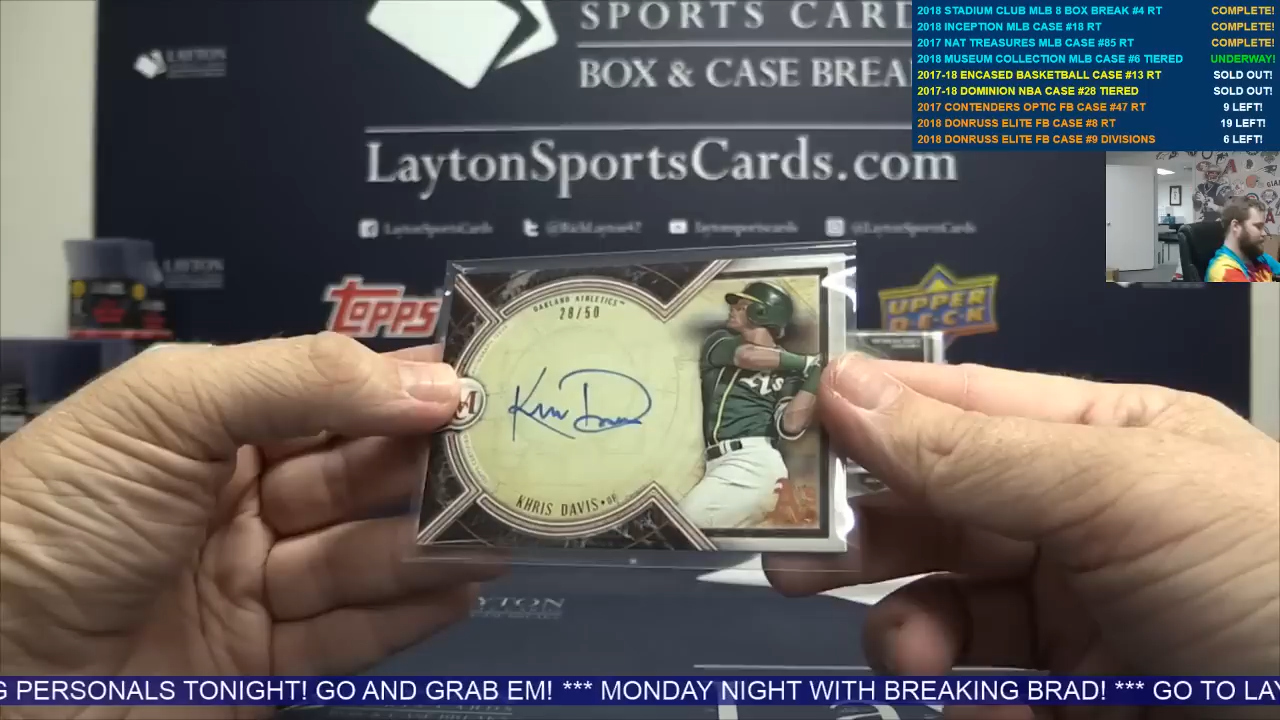 SPORTS CARD
BOX & CASE BREA
LaytonSportsCards.com
LaytonSportsCards
@RichLayton47
laytonsportscards
@LaytonSportsCards
LAYTON
LAYTON
TOPPS
UPPER DECK
OAKLAND ATHLETICS™
28/50
M
A's
KHRIS DAVIS • OF
A's
YTON
2018 STADIUM CLUB MLB 8 BOX BREAK #4 RT COMPLETE!
2018 INCEPTION MLB CASE #18 RT COMPLETE!
2017 NAT TREASURES MLB CASE #85 RT COMPLETE!
2018 MUSEUM COLLECTION MLB CASE #6 TIERED UNDERWAY!
2017-18 ENCASED BASKETBALL CASE #13 RT SOLD OUT!
2017-18 DOMINION NBA CASE #28 TIERED SOLD OUT!
2017 CONTENDERS OPTIC FB CASE #47 RT 9 LEFT!
2018 DONRUSS ELITE FB CASE #8 RT 19 LEFT!
2018 DONRUSS ELITE FB CASE #9 DIVISIONS 6 LEFT!
G PERSONALS TONIGHT! GO AND GRAB EM! *** MONDAY NIGHT WITH BREAKING BRAD! *** GO TO LAY